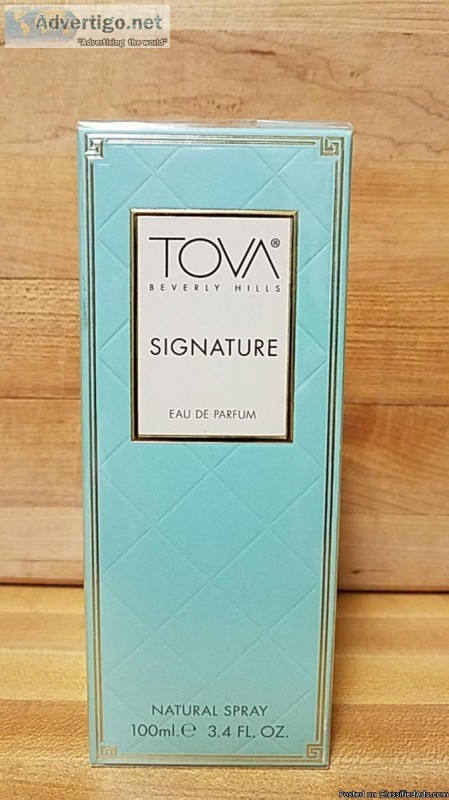 Advertigo.net
"Advertising the world"
TOVA®
BEVERLY HILLS
SIGNATURE
EAU DE PARFUM
NATURAL SPRAY
100ml.℮ 3.4 FL. OZ.
Posted on ClassifiedAds.com